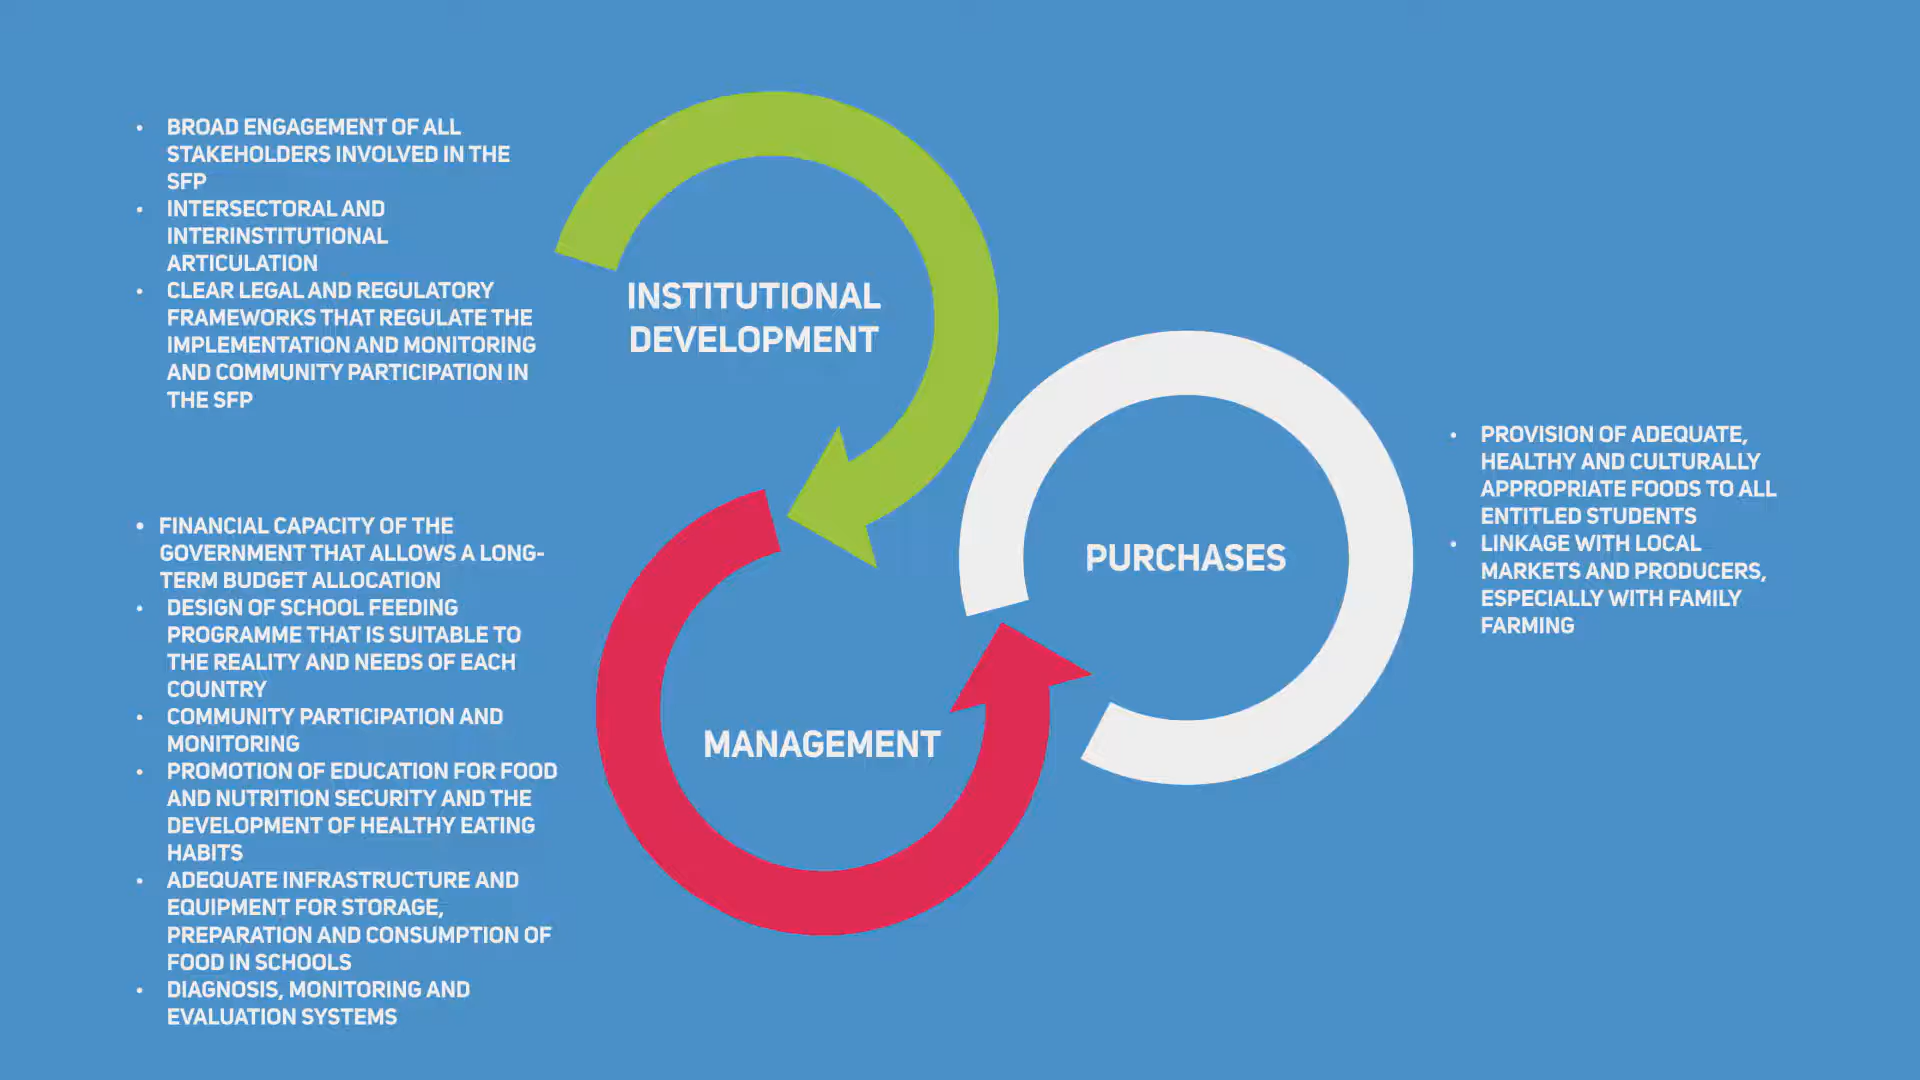 • BROAD ENGAGEMENT OF ALL
STAKEHOLDERS INVOLVED IN THE
SFP
• INTERSECTORAL AND
INTERINSTITUTIONAL
ARTICULATION
• CLEAR LEGAL AND REGULATORY
FRAMEWORKS THAT REGULATE THE
IMPLEMENTATION AND MONITORING
AND COMMUNITY PARTICIPATION IN
THE SFP
INSTITUTIONAL
DEVELOPMENT
• FINANCIAL CAPACITY OF THE
GOVERNMENT THAT ALLOWS A LONG-
TERM BUDGET ALLOCATION
• DESIGN OF SCHOOL FEEDING
PROGRAMME THAT IS SUITABLE TO
THE REALITY AND NEEDS OF EACH
COUNTRY
• COMMUNITY PARTICIPATION AND
MONITORING
• PROMOTION OF EDUCATION FOR FOOD
AND NUTRITION SECURITY AND THE
DEVELOPMENT OF HEALTHY EATING
HABITS
• ADEQUATE INFRASTRUCTURE AND
EQUIPMENT FOR STORAGE,
PREPARATION AND CONSUMPTION OF
FOOD IN SCHOOLS
• DIAGNOSIS, MONITORING AND
EVALUATION SYSTEMS
MANAGEMENT
PURCHASES
• PROVISION OF ADEQUATE,
HEALTHY AND CULTURALLY
APPROPRIATE FOODS TO ALL
ENTITLED STUDENTS
• LINKAGE WITH LOCAL
MARKETS AND PRODUCERS,
ESPECIALLY WITH FAMILY
FARMING